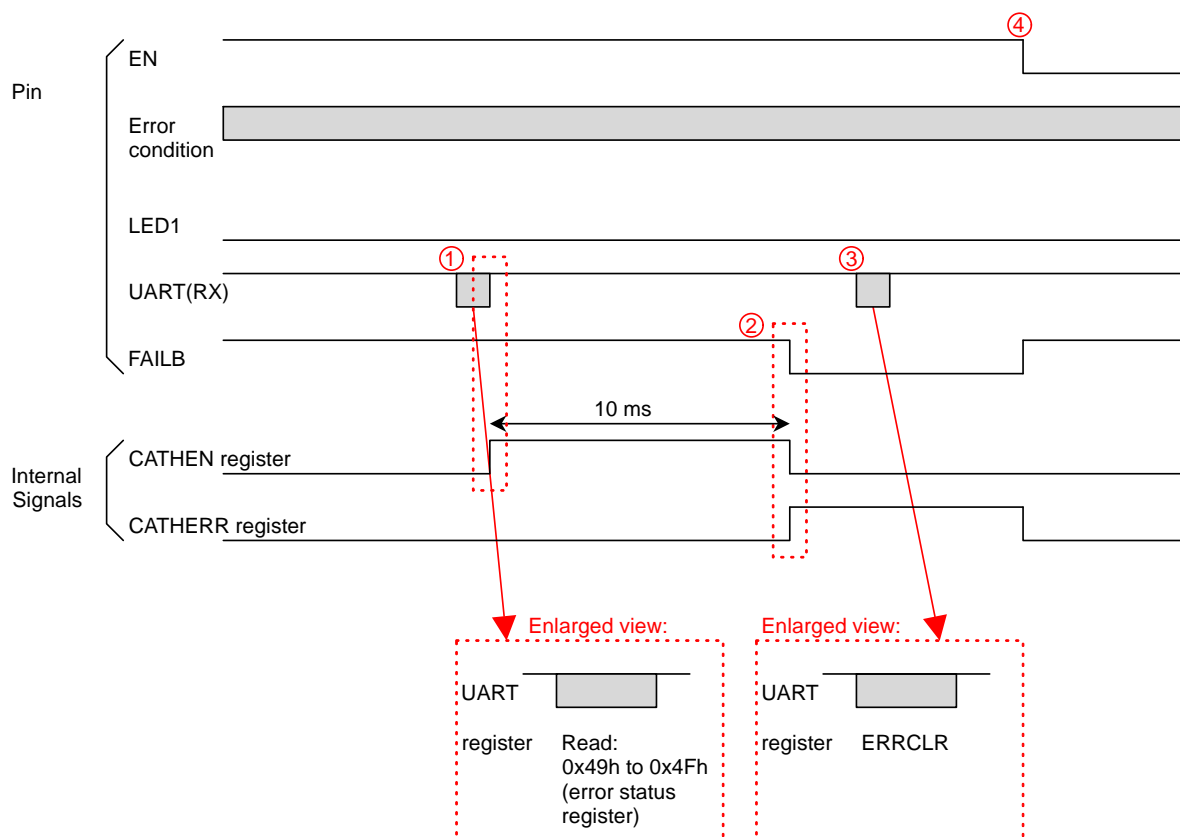 ④
EN
Pin
Error
condition
LED1
① ③
UART(RX)
②
FAILB
10 ms
CATHEN register
Internal
Signals
CATHERR register
Enlarged view: Enlarged view:
UART UART
register Read: register ERRCLR
0x49h to 0x4Fh
(error status
register)